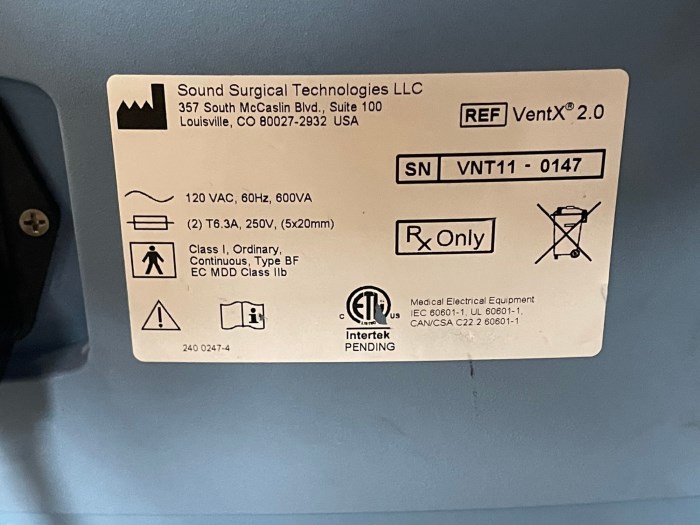 Sound Surgical Technologies LLC
357 South McCaslin Blvd., Suite 100
Louisville, CO 80027-2932 USA
REF VentX® 2.0
SN VNT11 - 0147
120 VAC, 60Hz, 600VA
(2) T6.3A, 250V, (5x20mm)
Rx Only
Class I, Ordinary,
Continuous, Type BF
EC MDD Class IIb
C ETL US
LISTED
Intertek
PENDING
Medical Electrical Equipment
IEC 60601-1, UL 60601-1,
CAN/CSA C22 2 60601-1
240 0247-4